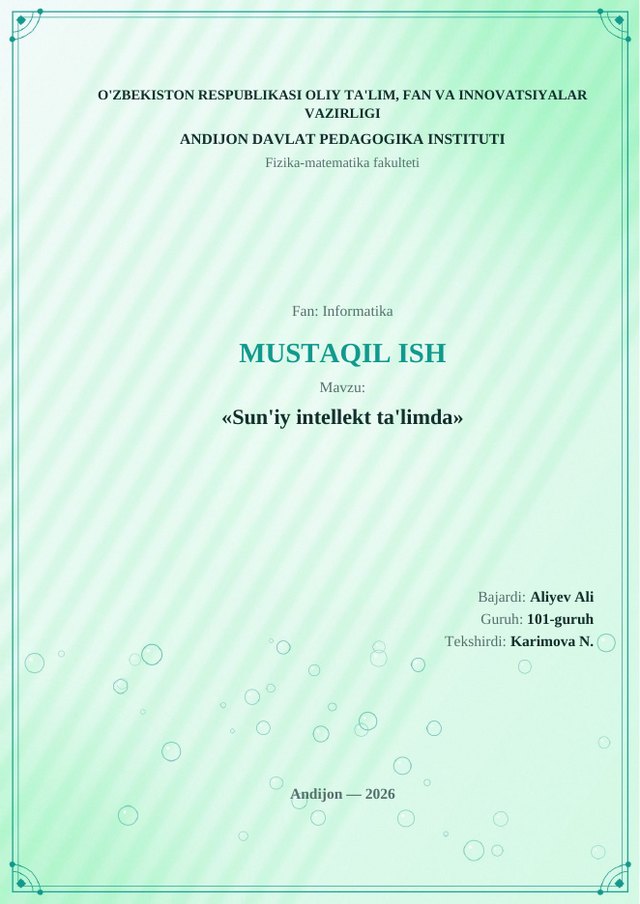 O'ZBEKISTON RESPUBLIKASI OLIY TA'LIM, FAN VA INNOVATSIYALAR
VAZIRLIGI
ANDIJON DAVLAT PEDAGOGIKA INSTITUTI
Fizika-matematika fakulteti
Fan: Informatika
MUSTAQIL ISH
Mavzu:
«Sun'iy intellekt ta'limda»
Bajardi: Aliyev Ali
Guruh: 101-guruh
Tekshirdi: Karimova N.
Andijon — 2026